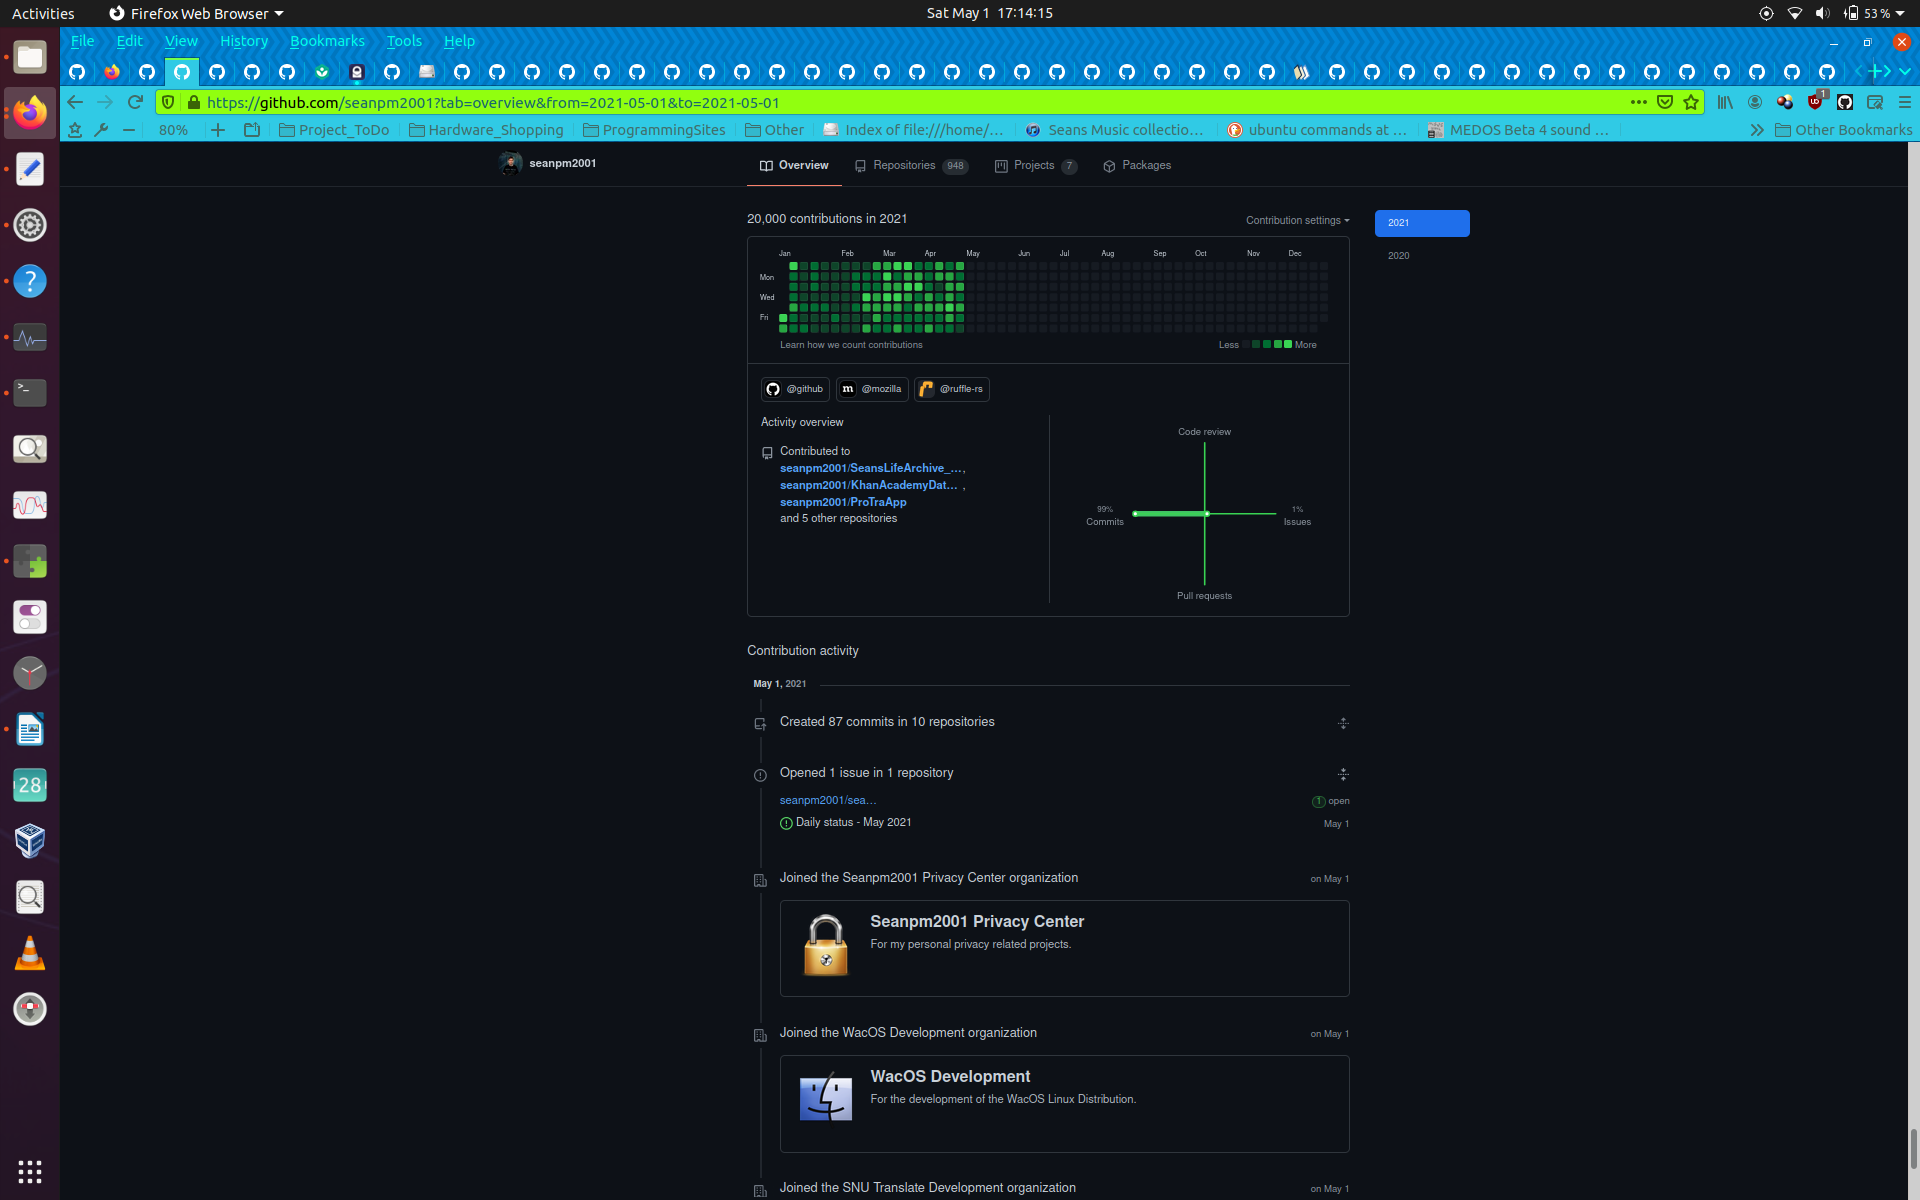 Activities Firefox Web Browser Sat May 1 17:14:15 53 %
File Edit View History Bookmarks Tools Help
https://github.com/seanpm2001?tab=overview&from=2021-05-01&to=2021-05-01 1
80% Project_ToDo Hardware_Shopping ProgrammingSites Other Index of file:///home/... Seans Music collectio... ubuntu commands at ... MEDOS Beta 4 sound ... Other Bookmarks
seanpm2001 Overview Repositories 948 Projects 7 Packages
20,000 contributions in 2021 Contribution settings 2021
2020
Jan Feb Mar Apr May Jun Jul Aug Sep Oct Nov Dec
Mon
Wed
Fri
Learn how we count contributions Less More
@github m @mozilla @ruffle-rs
Activity overview
Contributed to
seanpm2001/SeansLifeArchive_... ,
seanpm2001/KhanAcademyDat... ,
seanpm2001/ProTraApp
and 5 other repositories
Code review
99%
Commits
1%
Issues
Pull requests
Contribution activity
May 1, 2021
Created 87 commits in 10 repositories
Opened 1 issue in 1 repository
seanpm2001/sea... 1 open
Daily status - May 2021 May 1
Joined the Seanpm2001 Privacy Center organization on May 1
Seanpm2001 Privacy Center
For my personal privacy related projects.
Joined the WacOS Development organization on May 1
WacOS Development
For the development of the WacOS Linux Distribution.
Joined the SNU Translate Development organization on May 1
28